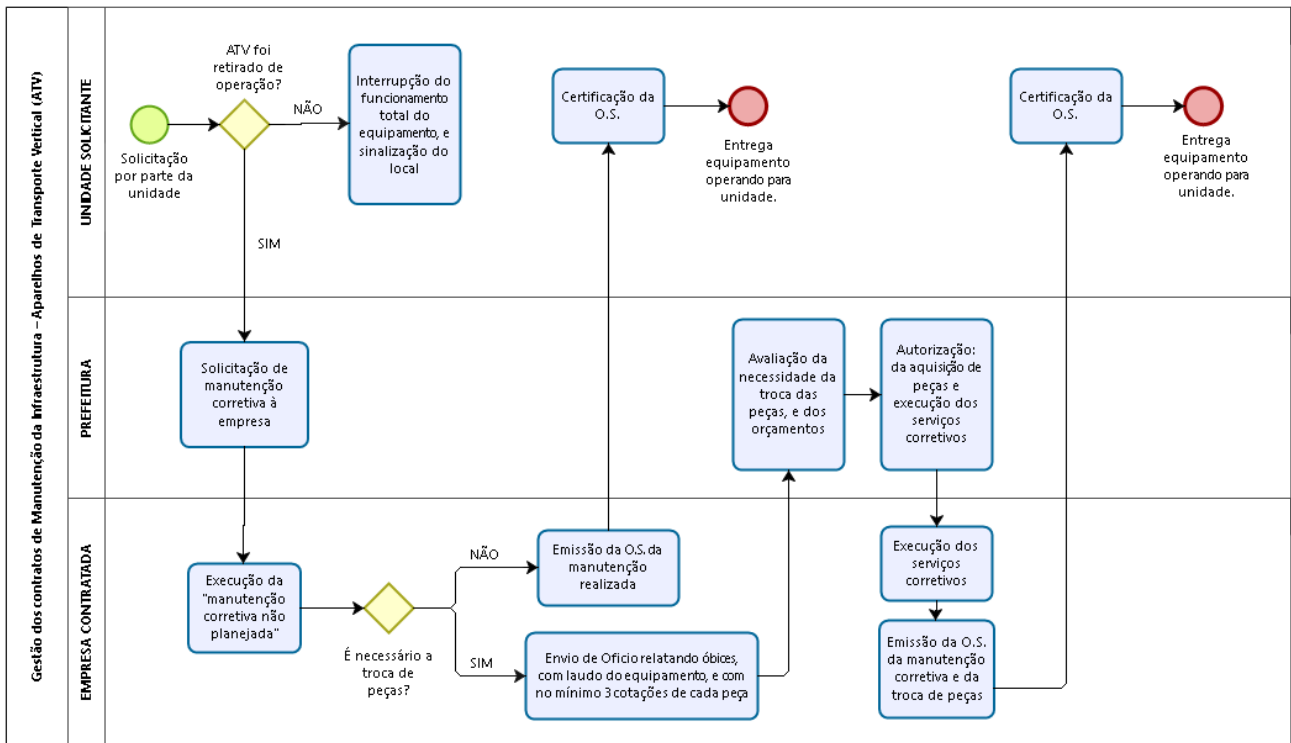 Gestão dos contratos de Manutenção da Infraestrutura – Aparelhos de Transporte Vertical (ATV)
UNIDADE SOLICITANTE
ATV foi
retirado de
operação?
NÃO
Solicitação
por parte da
unidade
Interrupção do
funcionamento
total do
equipamento, e
sinalização do
local
SIM
Certificação da
O.S.
Entrega
equipamento
operando para
unidade.
Certificação da
O.S.
Entrega
equipamento
operando para
unidade.
PREFEITURA
Solicitação de
manutenção
corretiva à
empresa
Avaliação da
necessidade da
troca das
peças, e dos
orçamentos
Autorização:
da aquisição de
peças e
execução dos
serviços
corretivos
EMPRESA CONTRATADA
Execução da
"manutenção
corretiva não
planejada"
É necessário a
troca de
peças?
NÃO
Emissão da O.S. da
manutenção
realizada
SIM
Envio de Oficio relatando óbices,
com laudo do equipamento, e com
no mínimo 3 cotações de cada peça
Execução dos
serviços
corretivos
Emissão da O.S.
da manutenção
corretiva e da
troca de peças